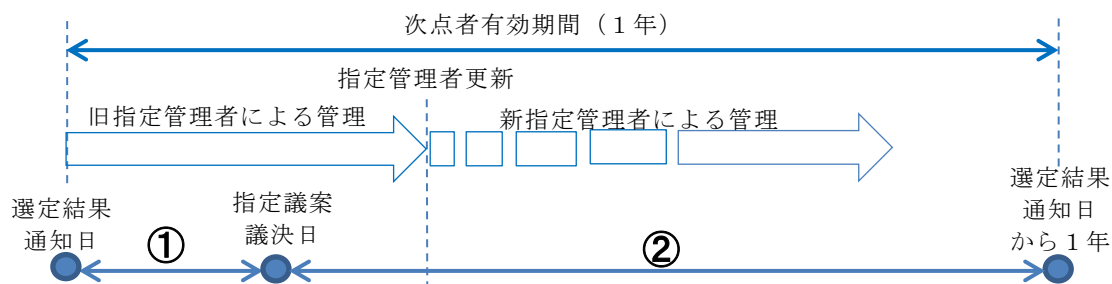 次点者有効期間（１年）
指定管理者更新
旧指定管理者による管理
新指定管理者による管理
選定結果
通知日
指定議案
議決日
選定結果
通知日
から１年
①
②